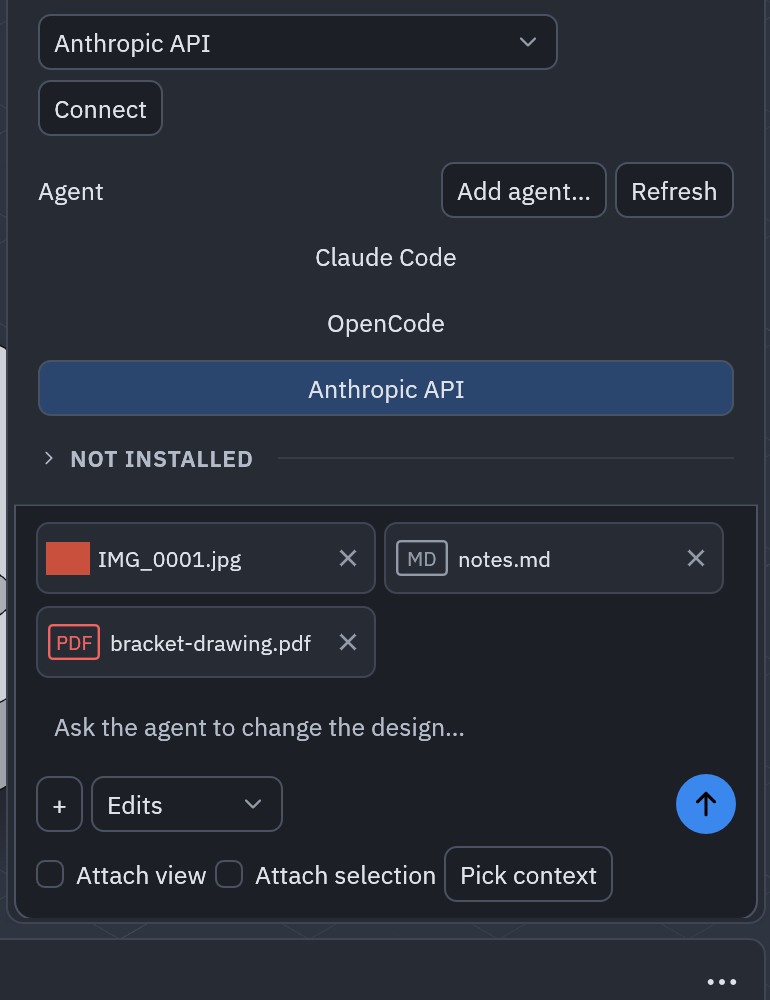 Anthropic API
Connect
Agent
Add agent...
Refresh
Claude Code
OpenCode
Anthropic API
NOT INSTALLED
IMG_0001.jpg
MD notes.md
PDF bracket-drawing.pdf
Ask the agent to change the design...
+ Edits
Attach view
Attach selection
Pick context